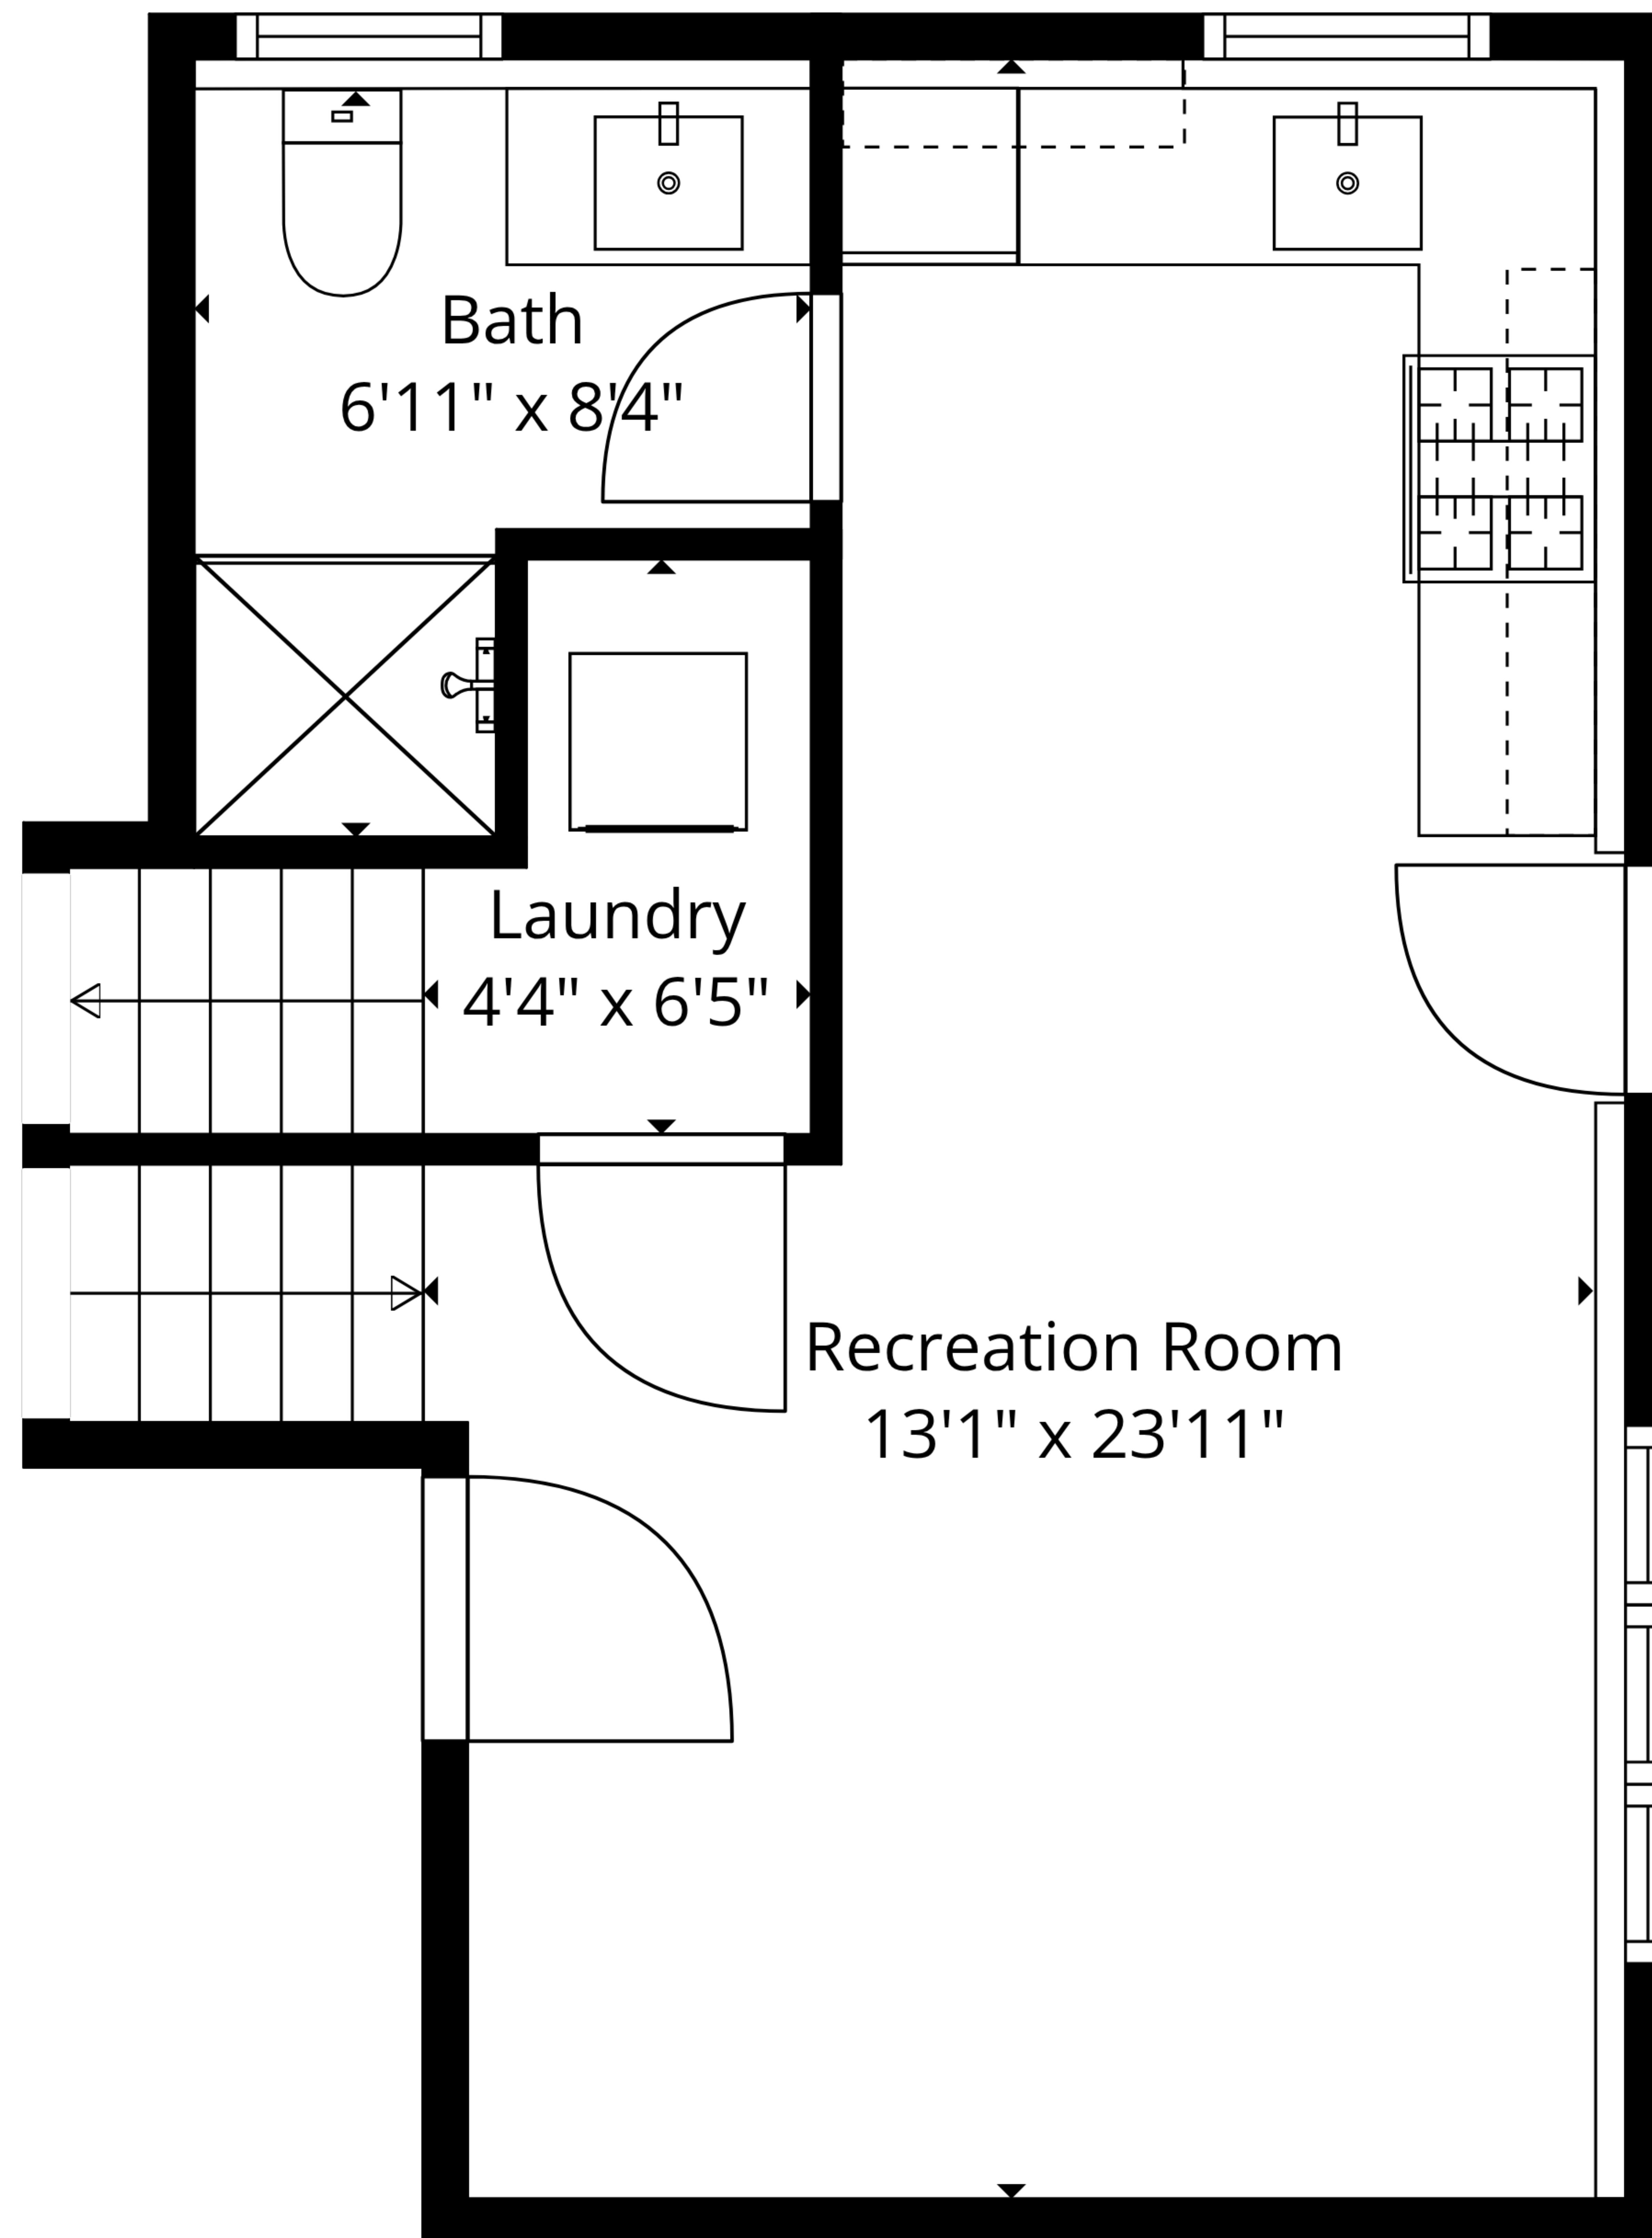 Bath
6'11" x 8'4"
Laundry
4'4" x 6'5"
Recreation Room
13'1" x 23'11"